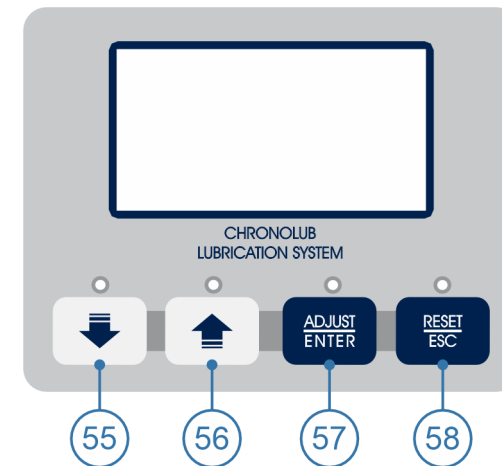 CHRONOLUB
LUBRICATION SYSTEM
ADJUST
ENTER
RESET
ESC
55
56
57
58